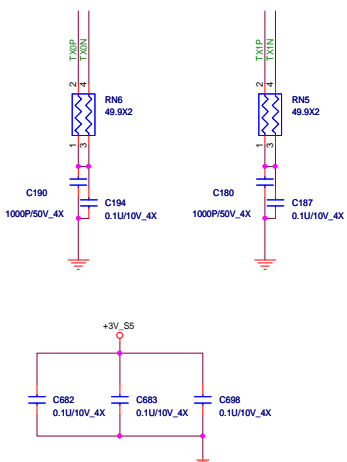 TX0P
TX0N
TX1P
TX1N
2
4
RN6
49.9X2
1
3
2
4
RN5
49.9X2
1
3
C190
1000P/50V_4X
C194
0.1U/10V_4X
C180
1000P/50V_4X
C187
0.1U/10V_4X
+3V_S5
C682
0.1U/10V_4X
C683
0.1U/10V_4X
C698
0.1U/10V_4X